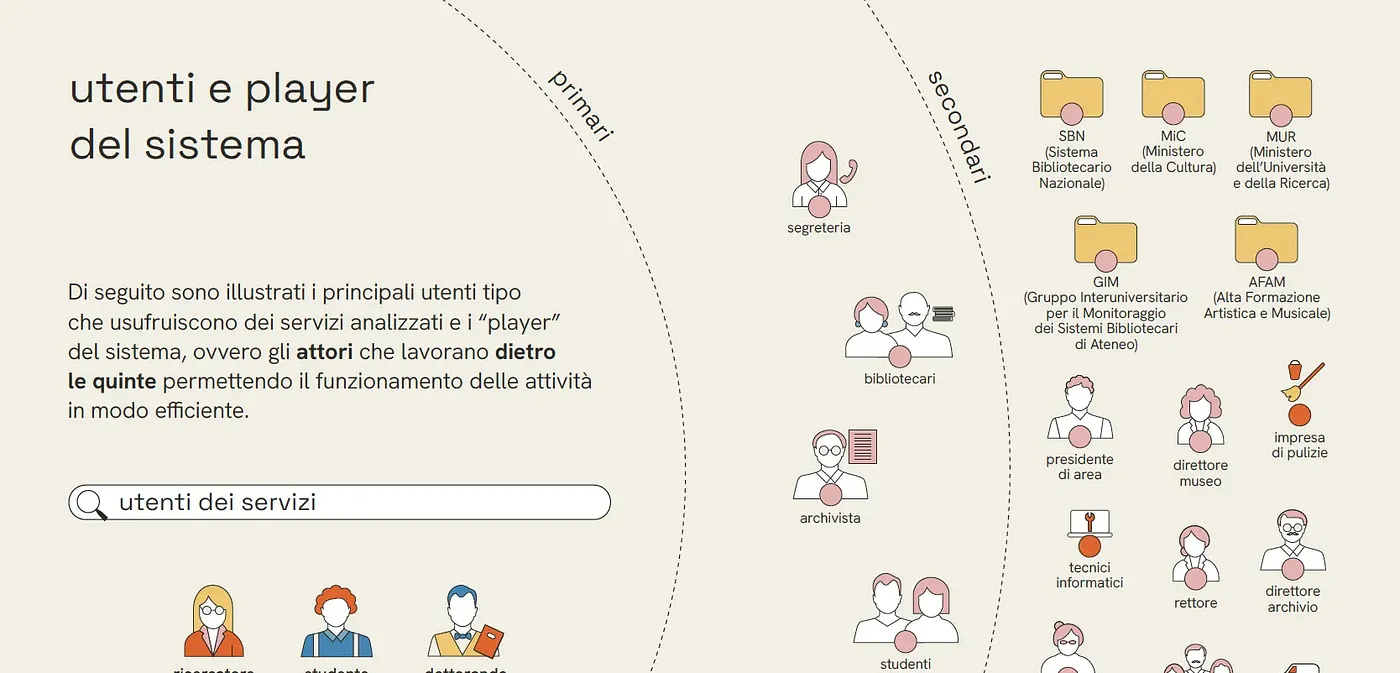 utenti e player
del sistema
Di seguito sono illustrati i principali utenti tipo
che usufruiscono dei servizi analizzati e i “player”
del sistema, ovvero gli attori che lavorano dietro
le quinte permettendo il funzionamento delle attività
in modo efficiente.
utenti dei servizi
ricercatore
studente
dottorando
primari
segreteria
bibliotecari
archivista
studenti
secondari
SBN
(Sistema
Bibliotecario
Nazionale)
MiC
(Ministero
della Cultura)
MUR
(Ministero
dell’Università
e della Ricerca)
GIM
(Gruppo Interuniversitario
per il Monitoraggio
dei Sistemi Bibliotecari
di Ateneo)
AFAM
(Alta Formazione
Artistica e Musicale)
presidente
di area
direttore
museo
impresa
di pulizie
tecnici
informatici
rettore
direttore
archivio